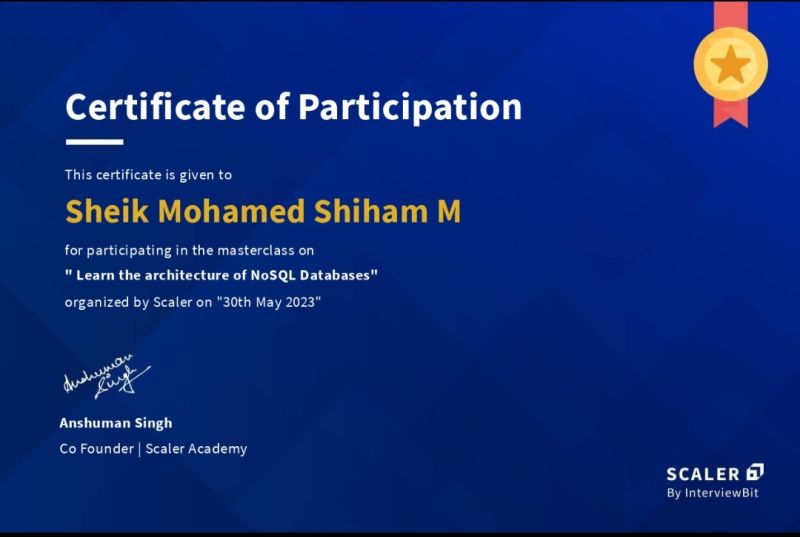 Certificate of Participation
This certificate is given to
Sheik Mohamed Shiham M
for participating in the masterclass on
" Learn the architecture of NoSQL Databases"
organized by Scaler on "30th May 2023"
Anshuman
Singh
Anshuman Singh
Co Founder | Scaler Academy
SCALER
By InterviewBit